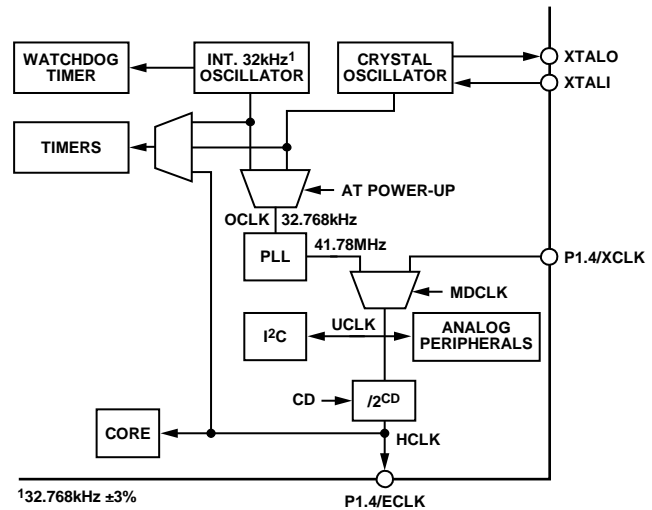 WATCHDOG
TIMER
INT. 32kHz¹
OSCILLATOR
CRYSTAL
OSCILLATOR
XTALO
XTALI
TIMERS
AT POWER-UP
OCLK 32.768kHz
41.78MHz
PLL
P1.4/XCLK
MDCLK
I²C
UCLK
ANALOG
PERIPHERALS
CD
/2ᶜᴰ
CORE
HCLK
P1.4/ECLK
¹32.768kHz ±3%